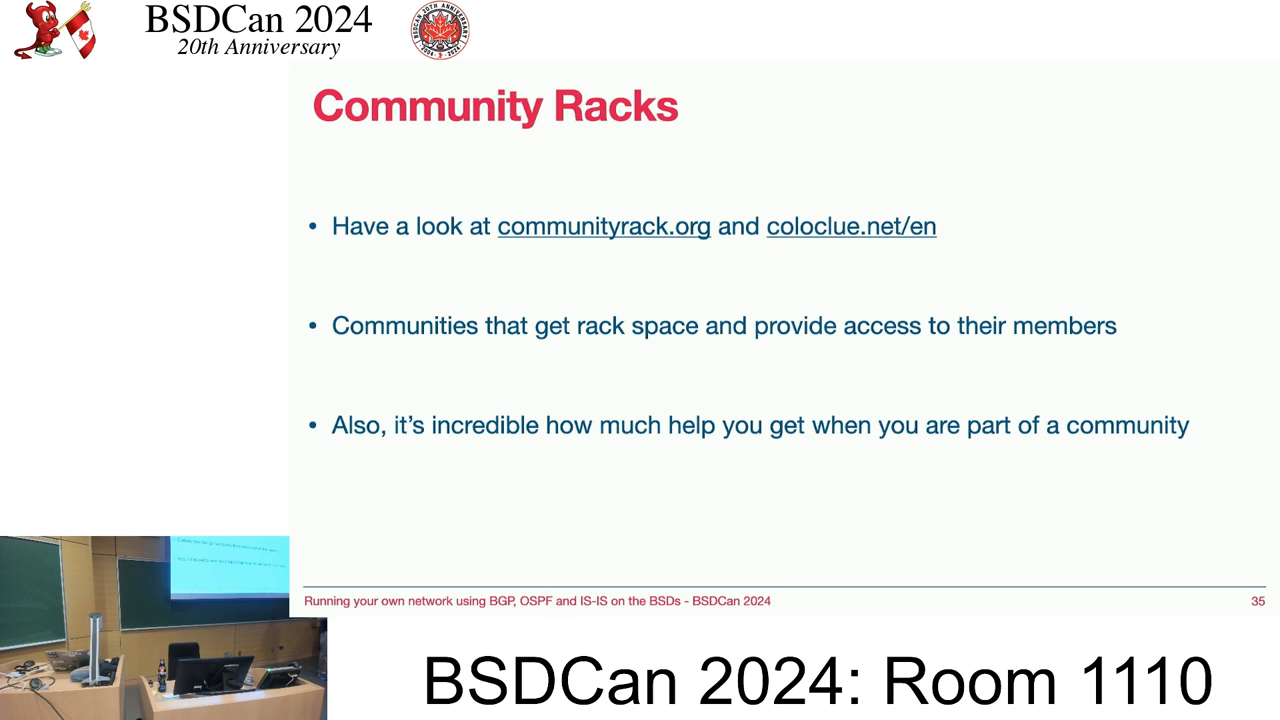 BSDCan 2024
20th Anniversary
Community Racks
• Have a look at communityrack.org and coloclue.net/en
• Communities that get rack space and provide access to their members
• Also, it’s incredible how much help you get when you are part of a community
Running your own network using BGP, OSPF and IS-IS on the BSDs - BSDCan 2024
35
BSDCan 2024: Room 1110